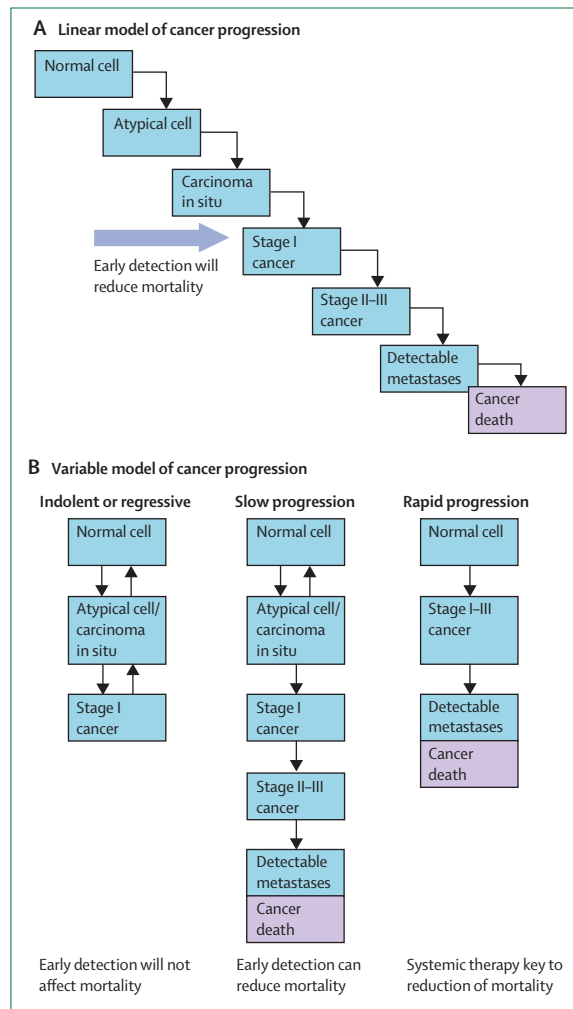 A Linear model of cancer progression
Normal cell
Atypical cell
Carcinoma
in situ
Early detection will
reduce mortality
Stage I
cancer
Stage II–III
cancer
Detectable
metastases
Cancer
death
B Variable model of cancer progression
Indolent or regressive
Normal cell
Atypical cell/
carcinoma
in situ
Stage I
cancer
Early detection will not
affect mortality
Slow progression
Normal cell
Atypical cell/
carcinoma
in situ
Stage I
cancer
Stage II–III
cancer
Detectable
metastases
Cancer
death
Early detection can
reduce mortality
Rapid progression
Normal cell
Stage I–III
cancer
Detectable
metastases
Cancer
death
Systemic therapy key to
reduction of mortality